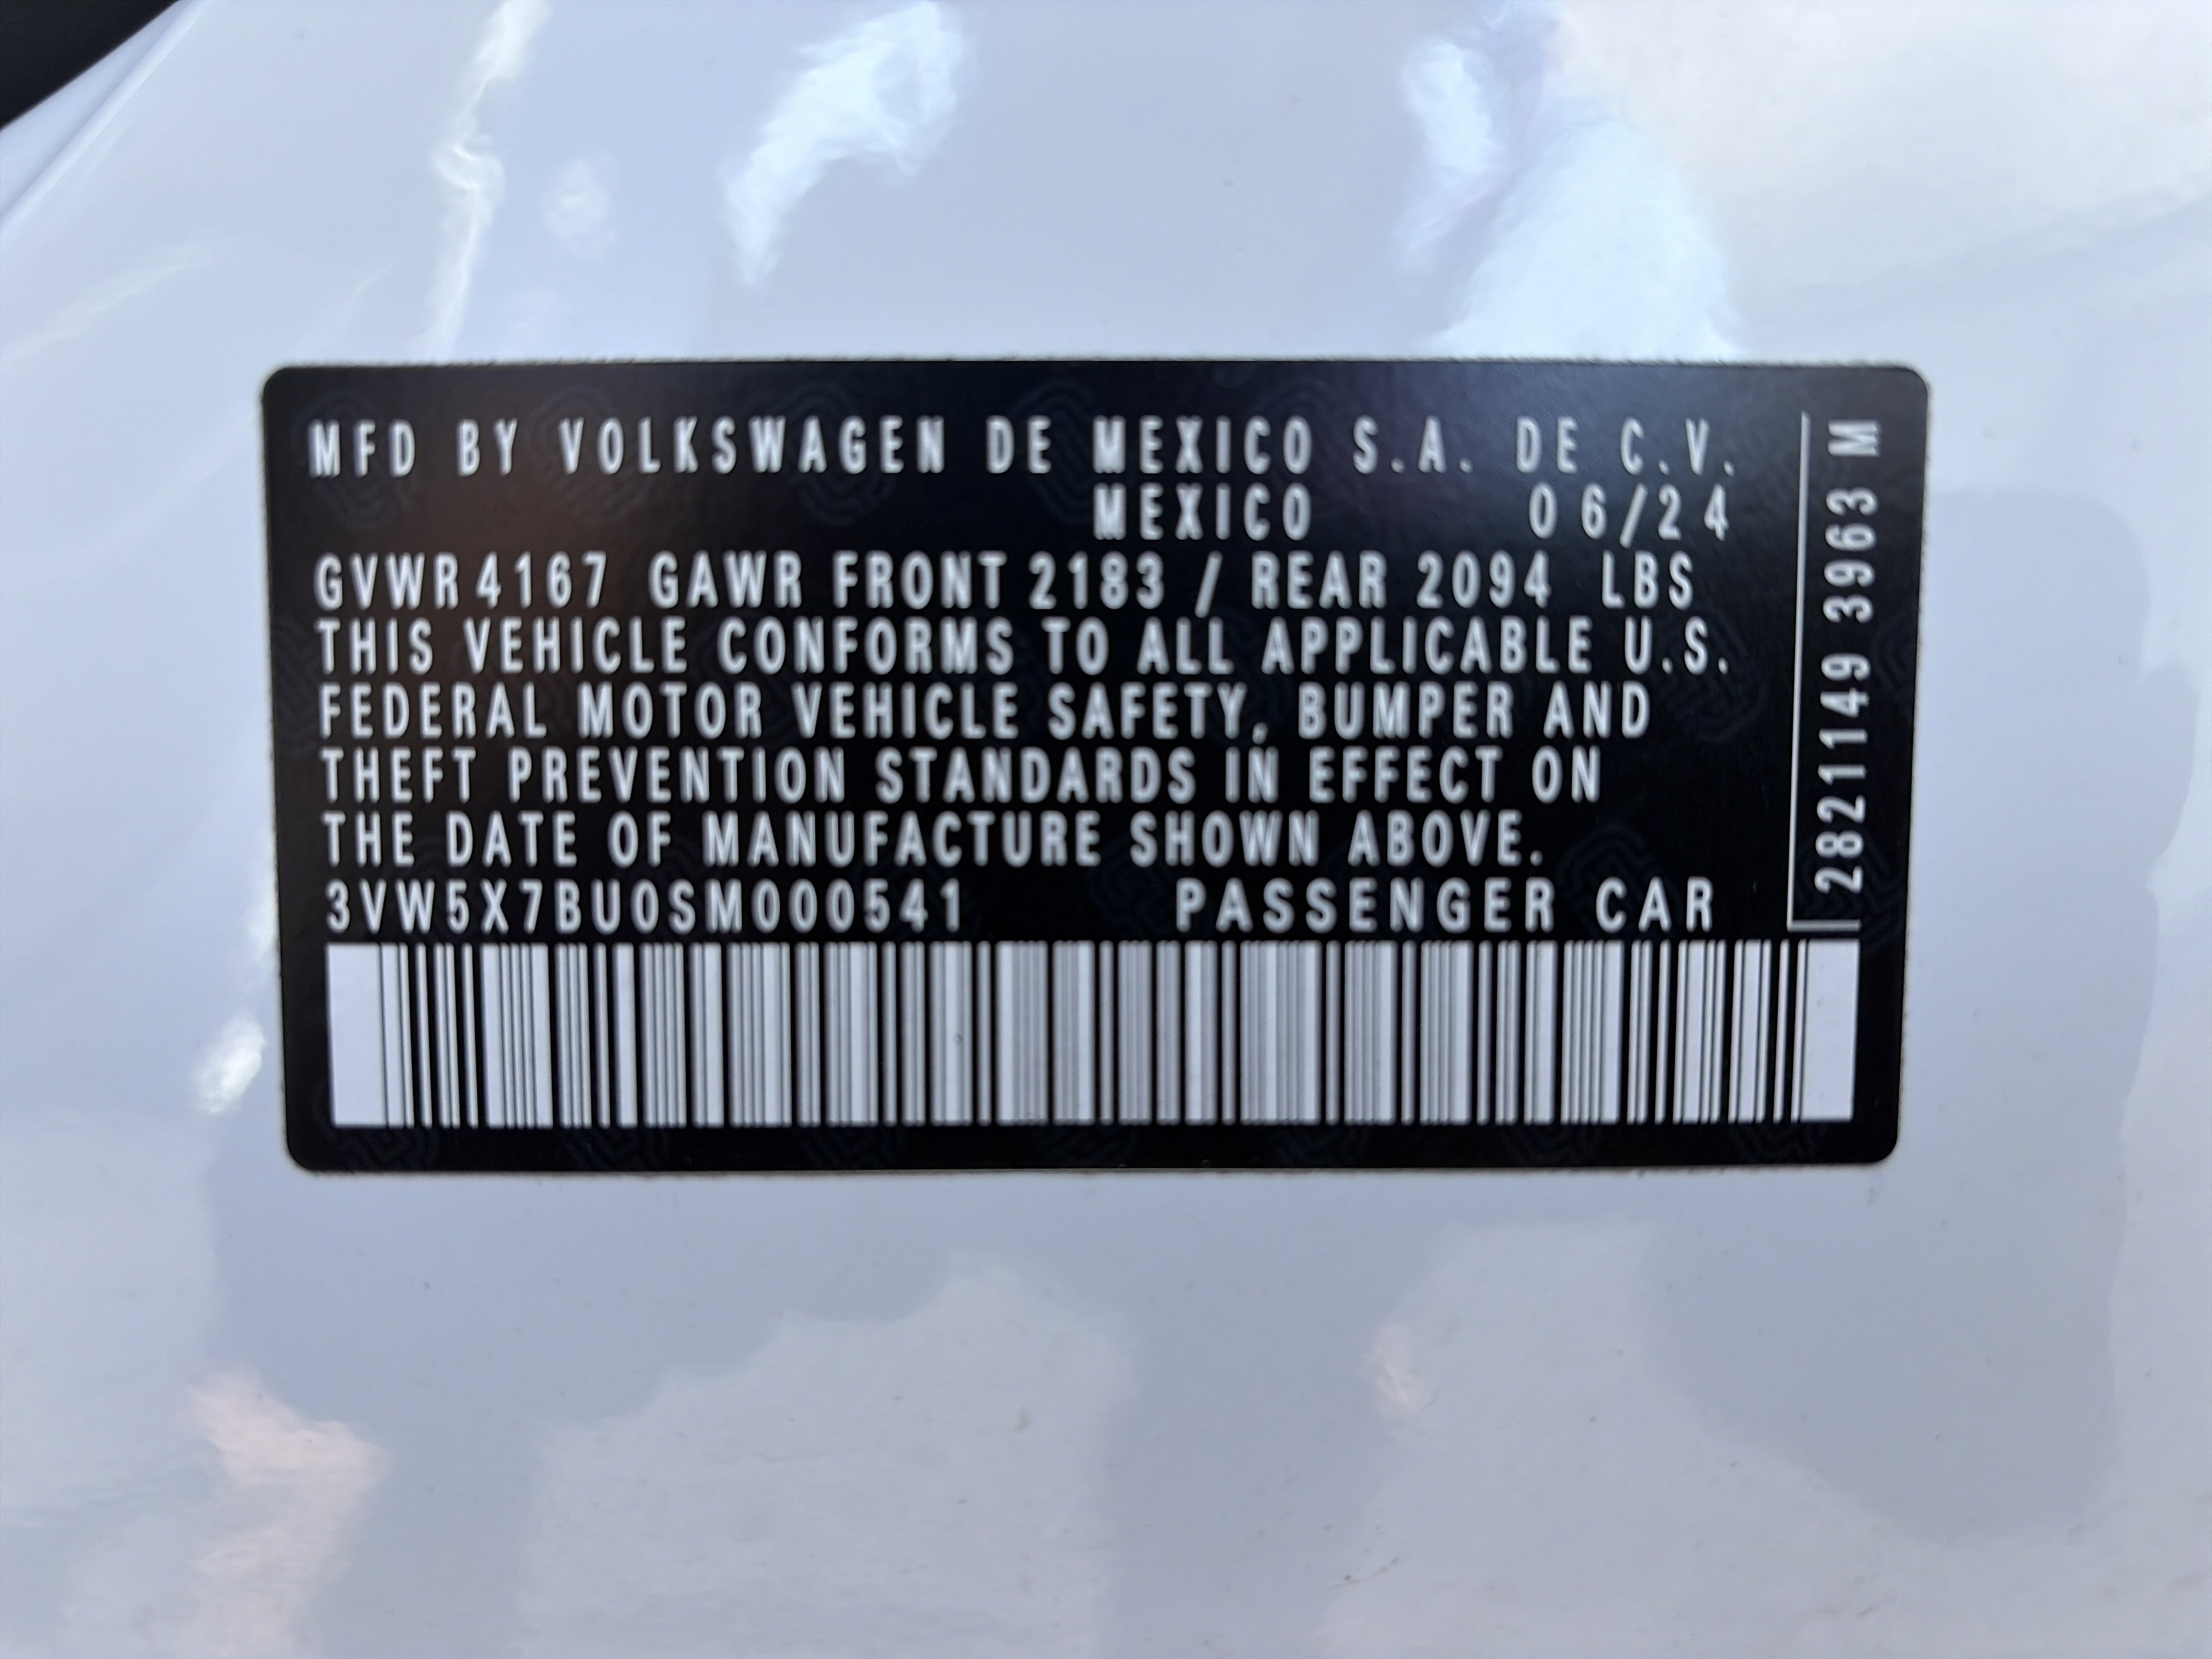 MFD BY VOLKSWAGEN DE MEXICO S.A. DE C.V.
MEXICO 06/24
GVWR 4167 GAWR FRONT 2183 / REAR 2094 LBS
THIS VEHICLE CONFORMS TO ALL APPLICABLE U.S.
FEDERAL MOTOR VEHICLE SAFETY, BUMPER AND
THEFT PREVENTION STANDARDS IN EFFECT ON
THE DATE OF MANUFACTURE SHOWN ABOVE.
3VW5X7BU0SM000541 PASSENGER CAR
2821149 3963 M